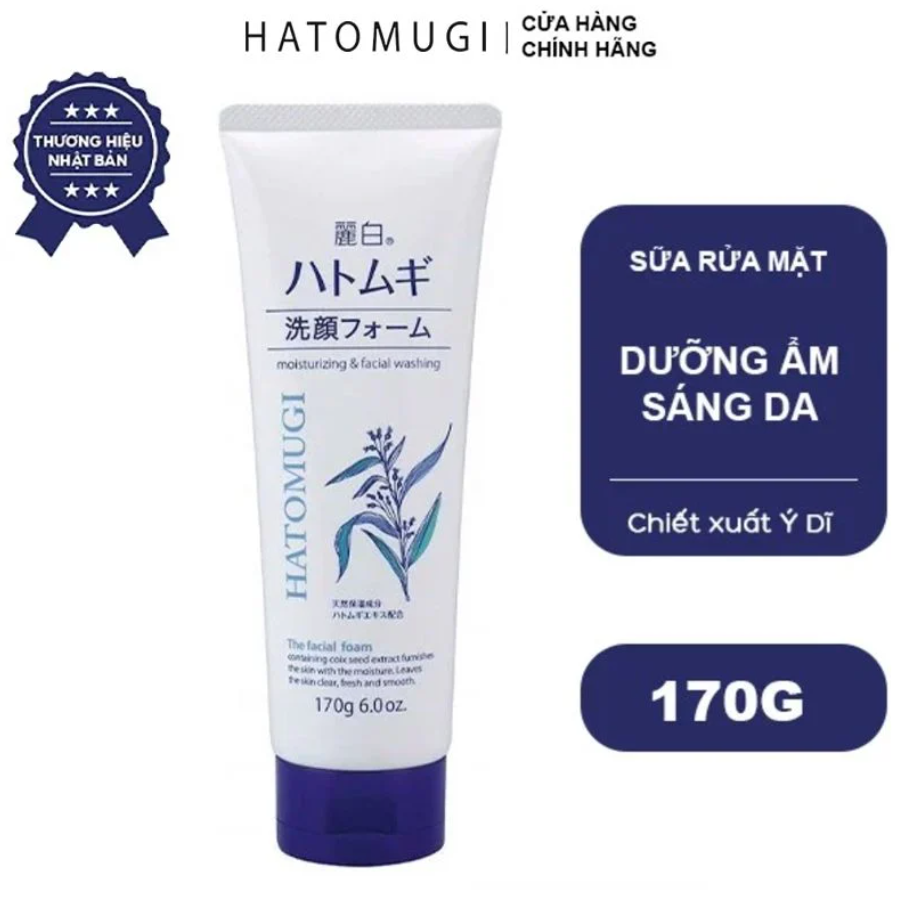 HATOMUGI
CỬA HÀNG
CHÍNH HÃNG
THƯƠNG HIỆU
NHẬT BẢN
麗白®
ハトムギ
洗顔フォーム
moisturizing & facial washing
HATOMUGI
天然保湿成分
ハトムギエキス配合
The facial foam
containing coix seed extract furnishes
the skin with the moisture. Leaves
the skin clear, fresh and smooth.
170g 6.0oz.
SỮA RỬA MẶT
DƯỠNG ẨM
SÁNG DA
Chiết xuất Ý Dĩ
170G